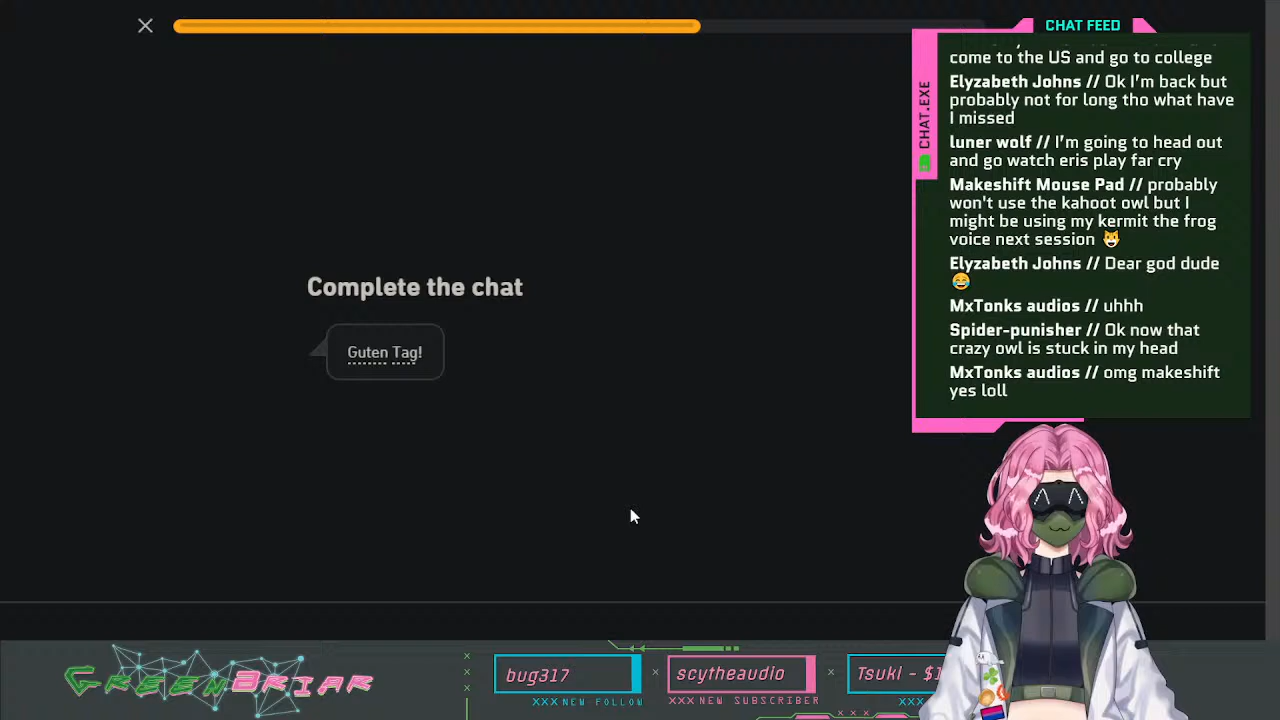 CHAT FEED
CHAT.EXE
come to the US and go to college
Elyzabeth Johns // Ok I'm back but
probably not for long tho what have
I missed
luner wolf // I'm going to head out
and go watch eris play far cry
Makeshift Mouse Pad // probably
won't use the kahoot owl but I
might be using my kermit the frog
voice next session 😸
Elyzabeth Johns // Dear god dude
😂
MxTonks audios // uhhh
Spider-punisher // Ok now that
crazy owl is stuck in my head
MxTonks audios // omg makeshift
yes loll
Complete the chat
Guten Tag!
GreenBriar
bug317
XXX NEW FOLLOW
scytheaudio
XXX NEW SUBSCRIBER
Tsuki - $1
XXX